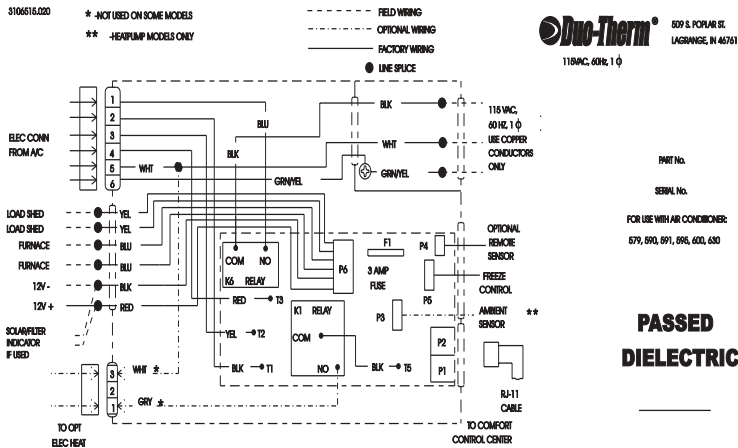 3106515.020
* -NOT USED ON SOME MODELS
** -HEATPUMP MODELS ONLY
FIELD WIRING
OPTIONAL WIRING
FACTORY WIRING
LINE SPLICE
Duo-Therm®
509 S. POPLAR ST.
LAGRANGE, IN 46761
115VAC, 60Hz, 1 ϕ
1
2
3
4
5
6
ELEC CONN
FROM A/C
BLU
BLK
WHT
GRN/YEL
BLK
WHT
GRN/YEL
115 VAC,
60 HZ, 1 ϕ
USE COPPER
CONDUCTORS
ONLY
PART No.
SERIAL No.
FOR USE WITH AIR CONDITIONER:
579, 590, 591, 595, 600, 630
LOAD SHED YEL
LOAD SHED YEL
FURNACE BLU
FURNACE BLU
12V - BLK
12V + RED
SOLAR/FILTER
INDICATOR
IF USED
COM NO
K6 RELAY
P6
F1
3 AMP
FUSE
P4
P5
P3
P2
P1
OPTIONAL
REMOTE
SENSOR
FREEZE
CONTROL
AMBIENT **
SENSOR
RED T3
YEL T2
BLK T1
K1 RELAY
COM
NO
BLK T5
3 WHT *
2
1 GRY *
TO OPT
ELEC HEAT
RJ-11
CABLE
TO COMFORT
CONTROL CENTER
PASSED
DIELECTRIC